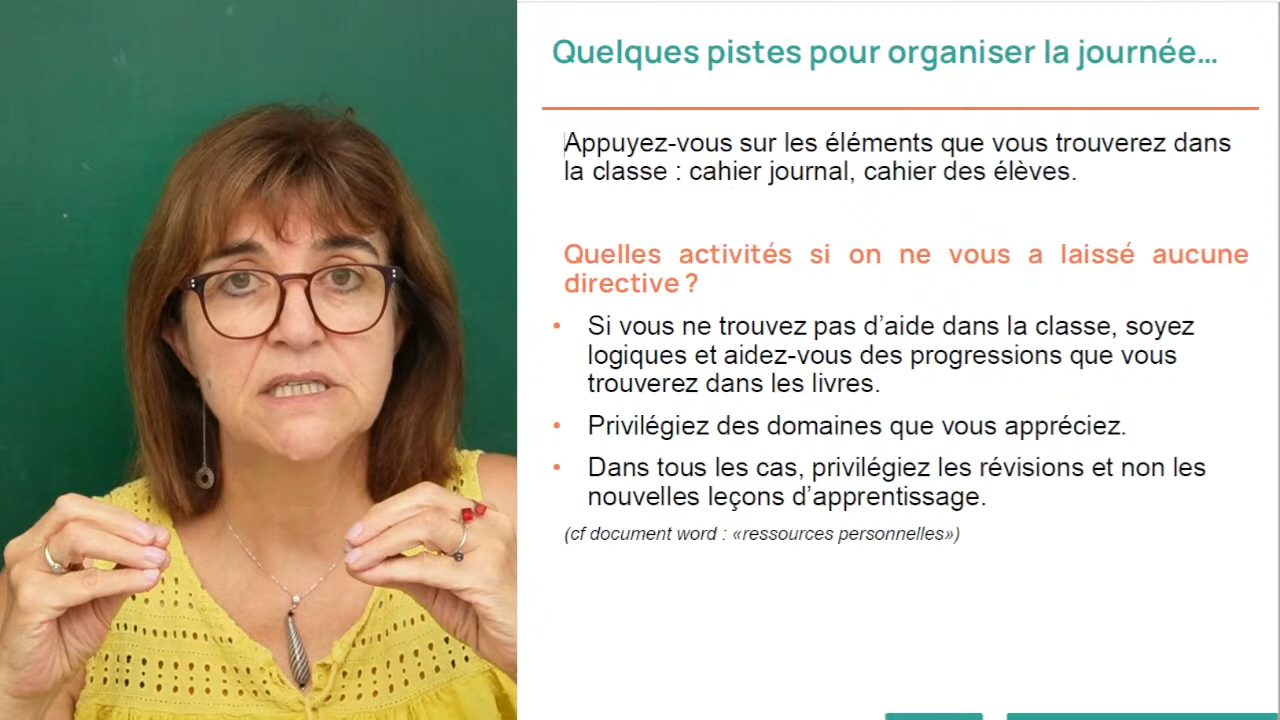 Quelques pistes pour organiser la journée...
Appuyez-vous sur les éléments que vous trouverez dans
la classe : cahier journal, cahier des élèves.
Quelles activités si on ne vous a laissé aucune
directive ?
• Si vous ne trouvez pas d’aide dans la classe, soyez
logiques et aidez-vous des progressions que vous
trouverez dans les livres.
• Privilégiez des domaines que vous appréciez.
• Dans tous les cas, privilégiez les révisions et non les
nouvelles leçons d’apprentissage.
(cf document word : «ressources personnelles»)